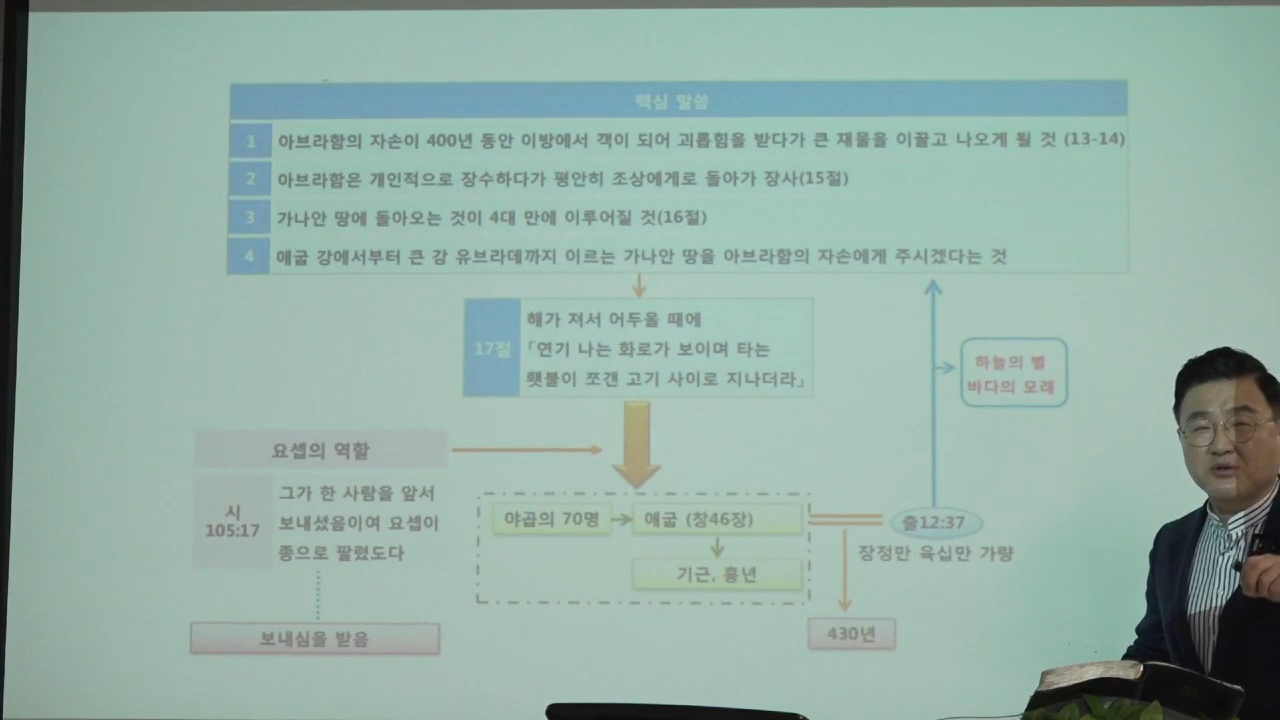 핵심 말씀
1 아브라함의 자손이 400년 동안 이방에서 객이 되어 괴롭힘을 받다가 큰 재물을 이끌고 나오게 될 것 (13-14)
2 아브라함은 개인적으로 장수하다가 평안히 조상에게로 돌아가 장사(15절)
3 가나안 땅에 돌아오는 것이 4대 만에 이루어질 것(16절)
4 애굽 강에서부터 큰 강 유브라데까지 이르는 가나안 땅을 아브라함의 자손에게 주시겠다는 것
17절
해가 져서 어두울 때에
「연기 나는 화로가 보이며 타는
횃불이 쪼갠 고기 사이로 지나더라」
하늘의 별
바다의 모래
요셉의 역할
시
105:17
그가 한 사람을 앞서
보내셨음이여 요셉이
종으로 팔렸도다
보내심을 받음
야곱의 70명
애굽 (창46장)
기근, 흉년
출12:37
장정만 육십만 가량
430년